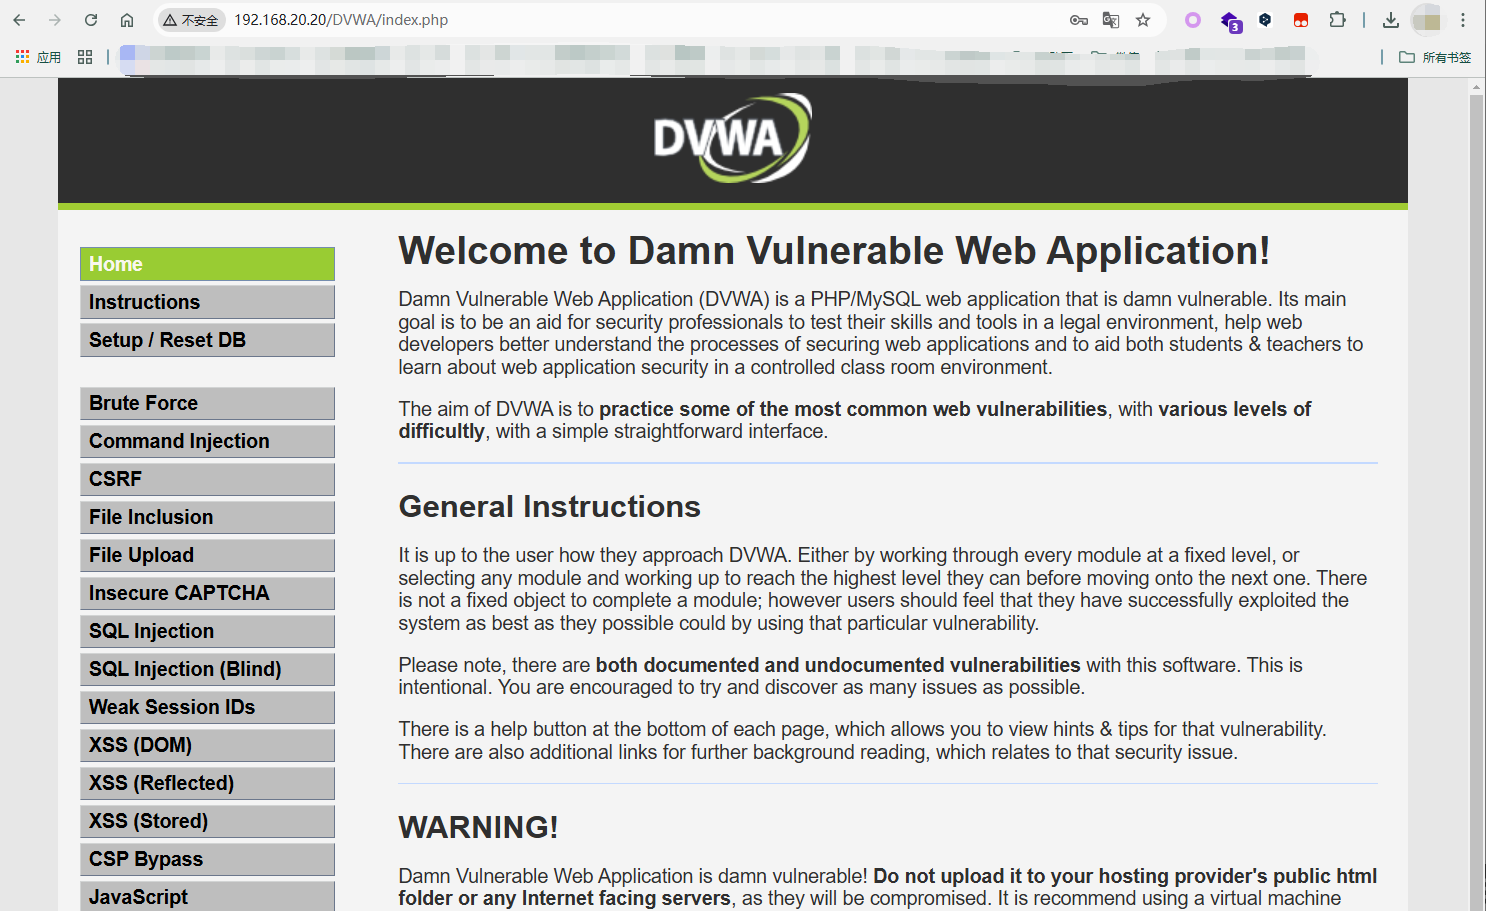 不安全
192.168.20.20/DVWA/index.php
3
应用
所有书签
DVWA
Home
Instructions
Setup / Reset DB
Brute Force
Command Injection
CSRF
File Inclusion
File Upload
Insecure CAPTCHA
SQL Injection
SQL Injection (Blind)
Weak Session IDs
XSS (DOM)
XSS (Reflected)
XSS (Stored)
CSP Bypass
JavaScript
Welcome to Damn Vulnerable Web Application!
Damn Vulnerable Web Application (DVWA) is a PHP/MySQL web application that is damn vulnerable. Its main
goal is to be an aid for security professionals to test their skills and tools in a legal environment, help web
developers better understand the processes of securing web applications and to aid both students & teachers to
learn about web application security in a controlled class room environment.
The aim of DVWA is to practice some of the most common web vulnerabilities, with various levels of
difficultly, with a simple straightforward interface.
General Instructions
It is up to the user how they approach DVWA. Either by working through every module at a fixed level, or
selecting any module and working up to reach the highest level they can before moving onto the next one. There
is not a fixed object to complete a module; however users should feel that they have successfully exploited the
system as best as they possible could by using that particular vulnerability.
Please note, there are both documented and undocumented vulnerabilities with this software. This is
intentional. You are encouraged to try and discover as many issues as possible.
There is a help button at the bottom of each page, which allows you to view hints & tips for that vulnerability.
There are also additional links for further background reading, which relates to that security issue.
WARNING!
Damn Vulnerable Web Application is damn vulnerable! Do not upload it to your hosting provider's public html
folder or any Internet facing servers, as they will be compromised. It is recommend using a virtual machine